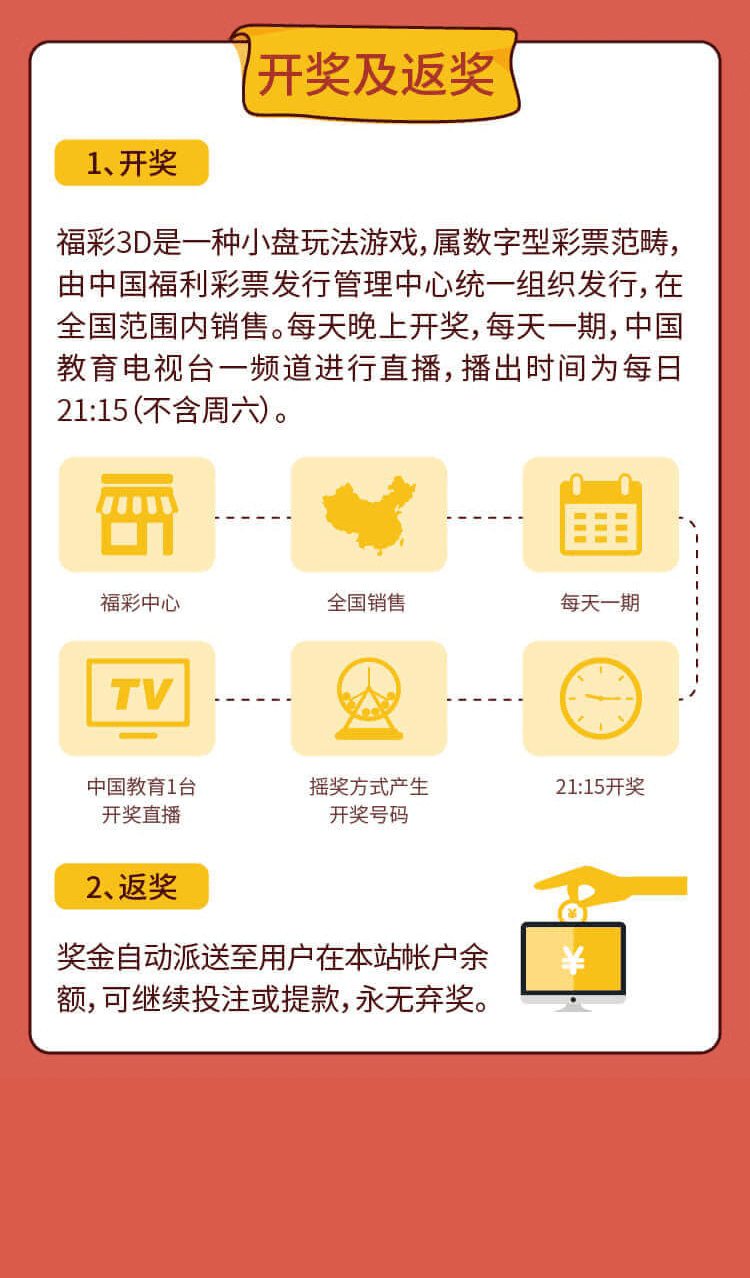 开奖及返奖
1、开奖
福彩3D是一种小盘玩法游戏，属数字型彩票范畴，
由中国福利彩票发行管理中心统一组织发行，在
全国范围内销售。每天晚上开奖，每天一期，中国
教育电视台一频道进行直播，播出时间为每日
21:15（不含周六）。
福彩中心
全国销售
每天一期
TV
中国教育1台
开奖直播
摇奖方式产生
开奖号码
21:15开奖
2、返奖
奖金自动派送至用户在本站帐户余
额，可继续投注或提款，永无弃奖。
¥
¥